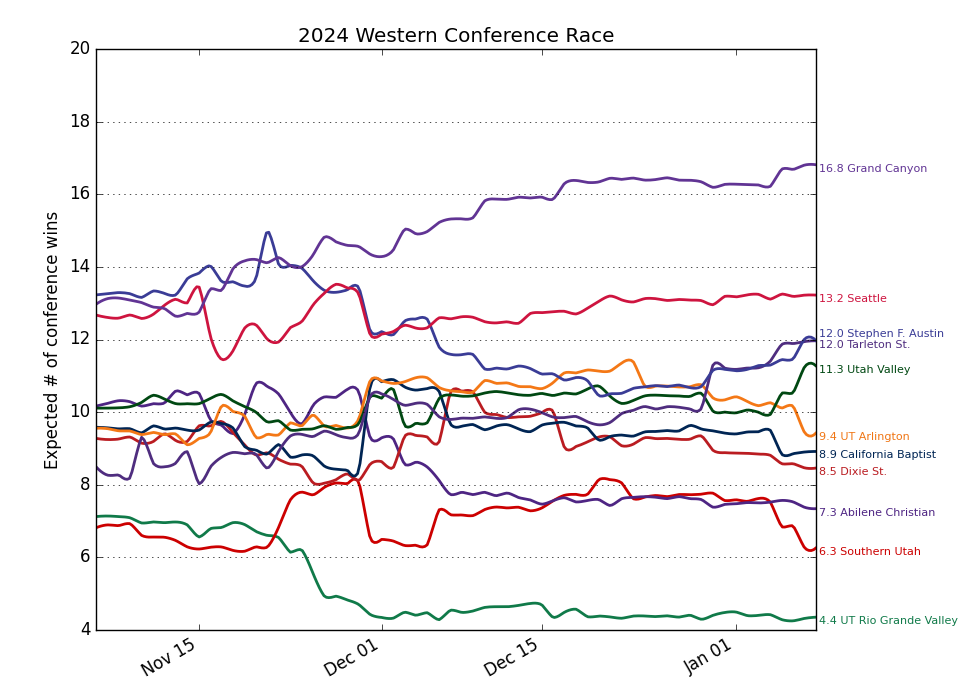 2024 Western Conference Race
Expected # of conference wins
20
18
16
14
12
10
8
6
4
Nov 15
Dec 01
Dec 15
Jan 01
16.8 Grand Canyon
13.2 Seattle
12.0 Stephen F. Austin
12.0 Tarleton St.
11.3 Utah Valley
9.4 UT Arlington
8.9 California Baptist
8.5 Dixie St.
7.3 Abilene Christian
6.3 Southern Utah
4.4 UT Rio Grande Valley